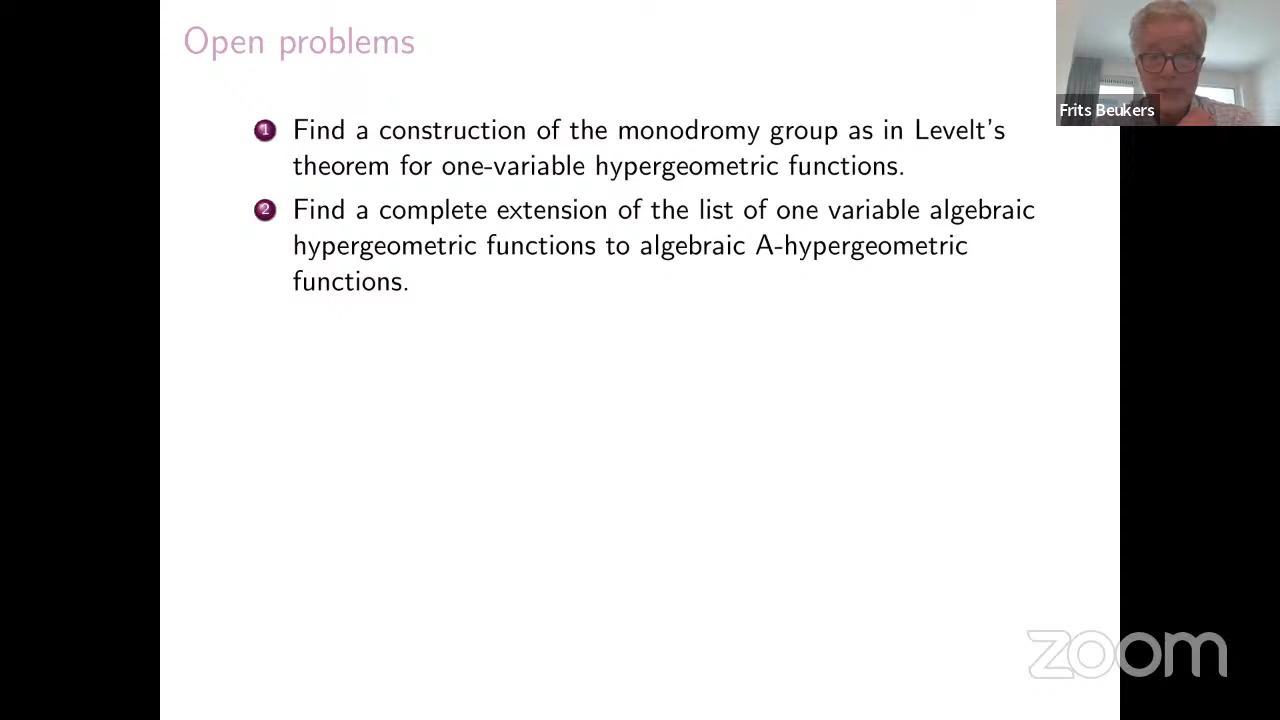 Open problems
Frits Beukers
1 Find a construction of the monodromy group as in Levelt's
theorem for one-variable hypergeometric functions.
2 Find a complete extension of the list of one variable algebraic
hypergeometric functions to algebraic A-hypergeometric
functions.
zoom